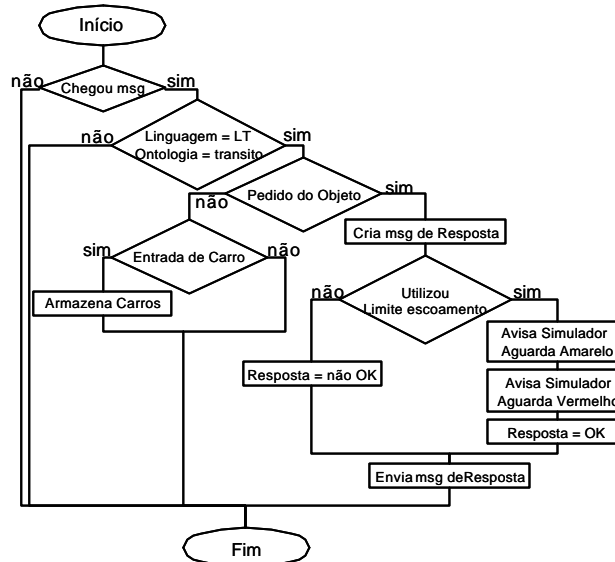 Início
não
Chegou msg
sim
não
Linguagem = LT
Ontologia = transito
sim
não
Pedido do Objeto
sim
Cria msg de Resposta
sim
Entrada de Carro
não
Armazena Carros
não
Utilizou
Limite escoamento
sim
Avisa Simulador
Aguarda Amarelo
Resposta = não OK
Avisa Simulador
Aguarda Vermelho
Resposta = OK
Envia msg deResposta
Fim